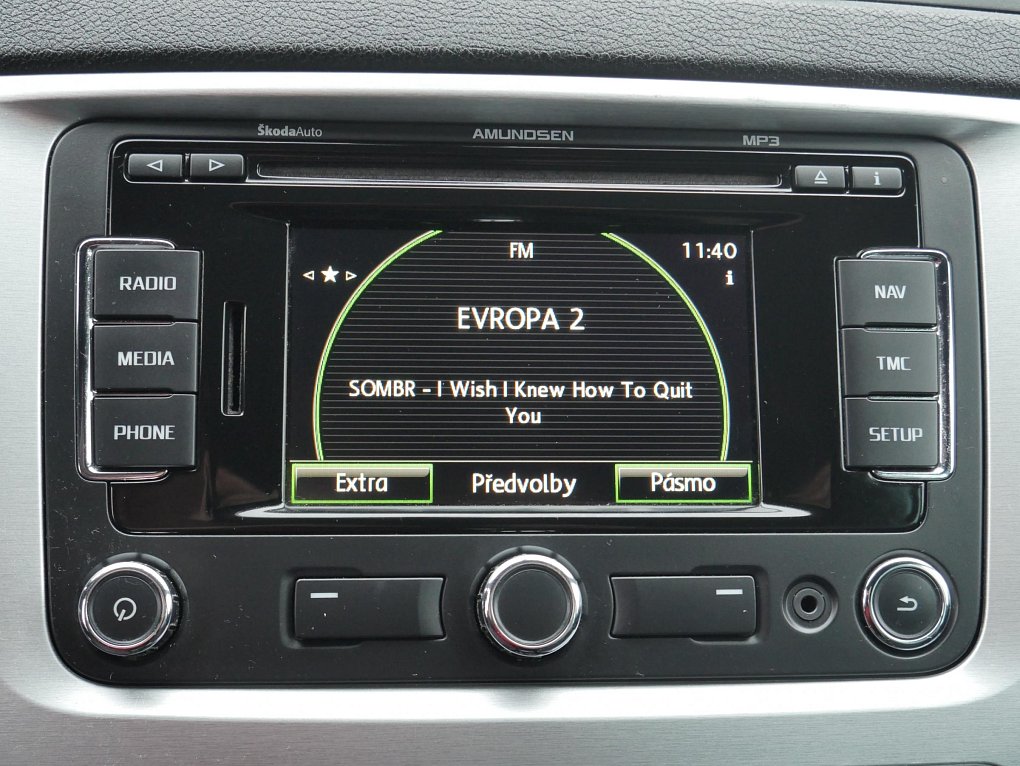 ŠkodaAuto AMUNDSEN MP3
i
FM 11:40
i
RADIO
MEDIA
PHONE
EVROPA 2
SOMBR - I Wish I Knew How To Quit
You
Extra Předvolby Pásmo
NAV
TMC
SETUP